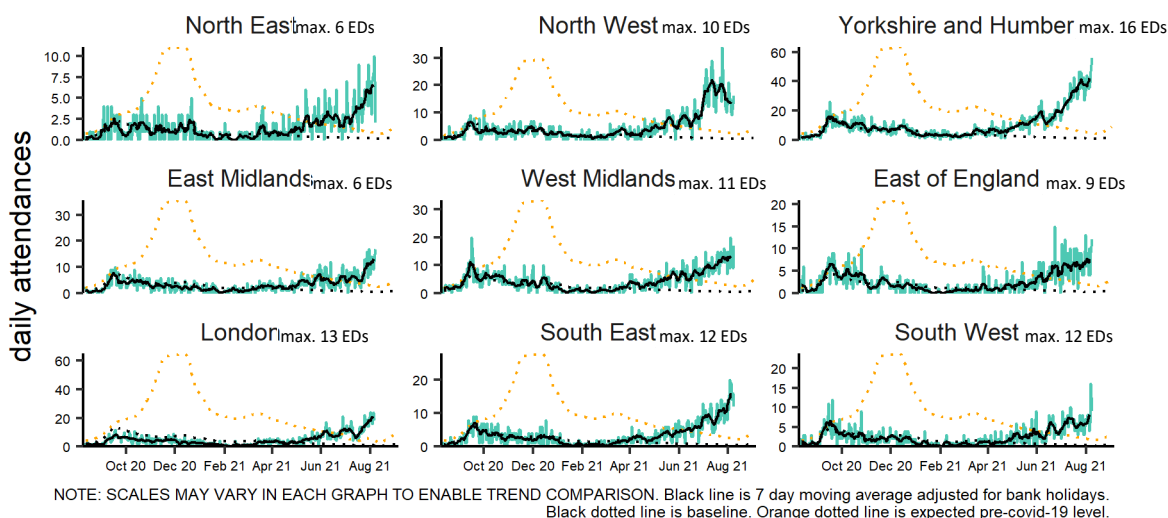 North East max. 6 EDs
North West max. 10 EDs
Yorkshire and Humber max. 16 EDs
10.0
7.5
5.0
2.5
0.0
30
20
10
0
60
40
20
0
East Midlands max. 6 EDs
West Midlands max. 11 EDs
East of England max. 9 EDs
30
20
10
0
30
20
10
0
20
15
10
5
0
daily attendances
London max. 13 EDs
South East max. 12 EDs
South West max. 12 EDs
60
40
20
0
20
10
0
20
15
10
5
0
Oct 20 Dec 20 Feb 21 Apr 21 Jun 21 Aug 21
Oct 20 Dec 20 Feb 21 Apr 21 Jun 21 Aug 21
Oct 20 Dec 20 Feb 21 Apr 21 Jun 21 Aug 21
NOTE: SCALES MAY VARY IN EACH GRAPH TO ENABLE TREND COMPARISON. Black line is 7 day moving average adjusted for bank holidays.
Black dotted line is baseline. Orange dotted line is expected pre-covid-19 level.